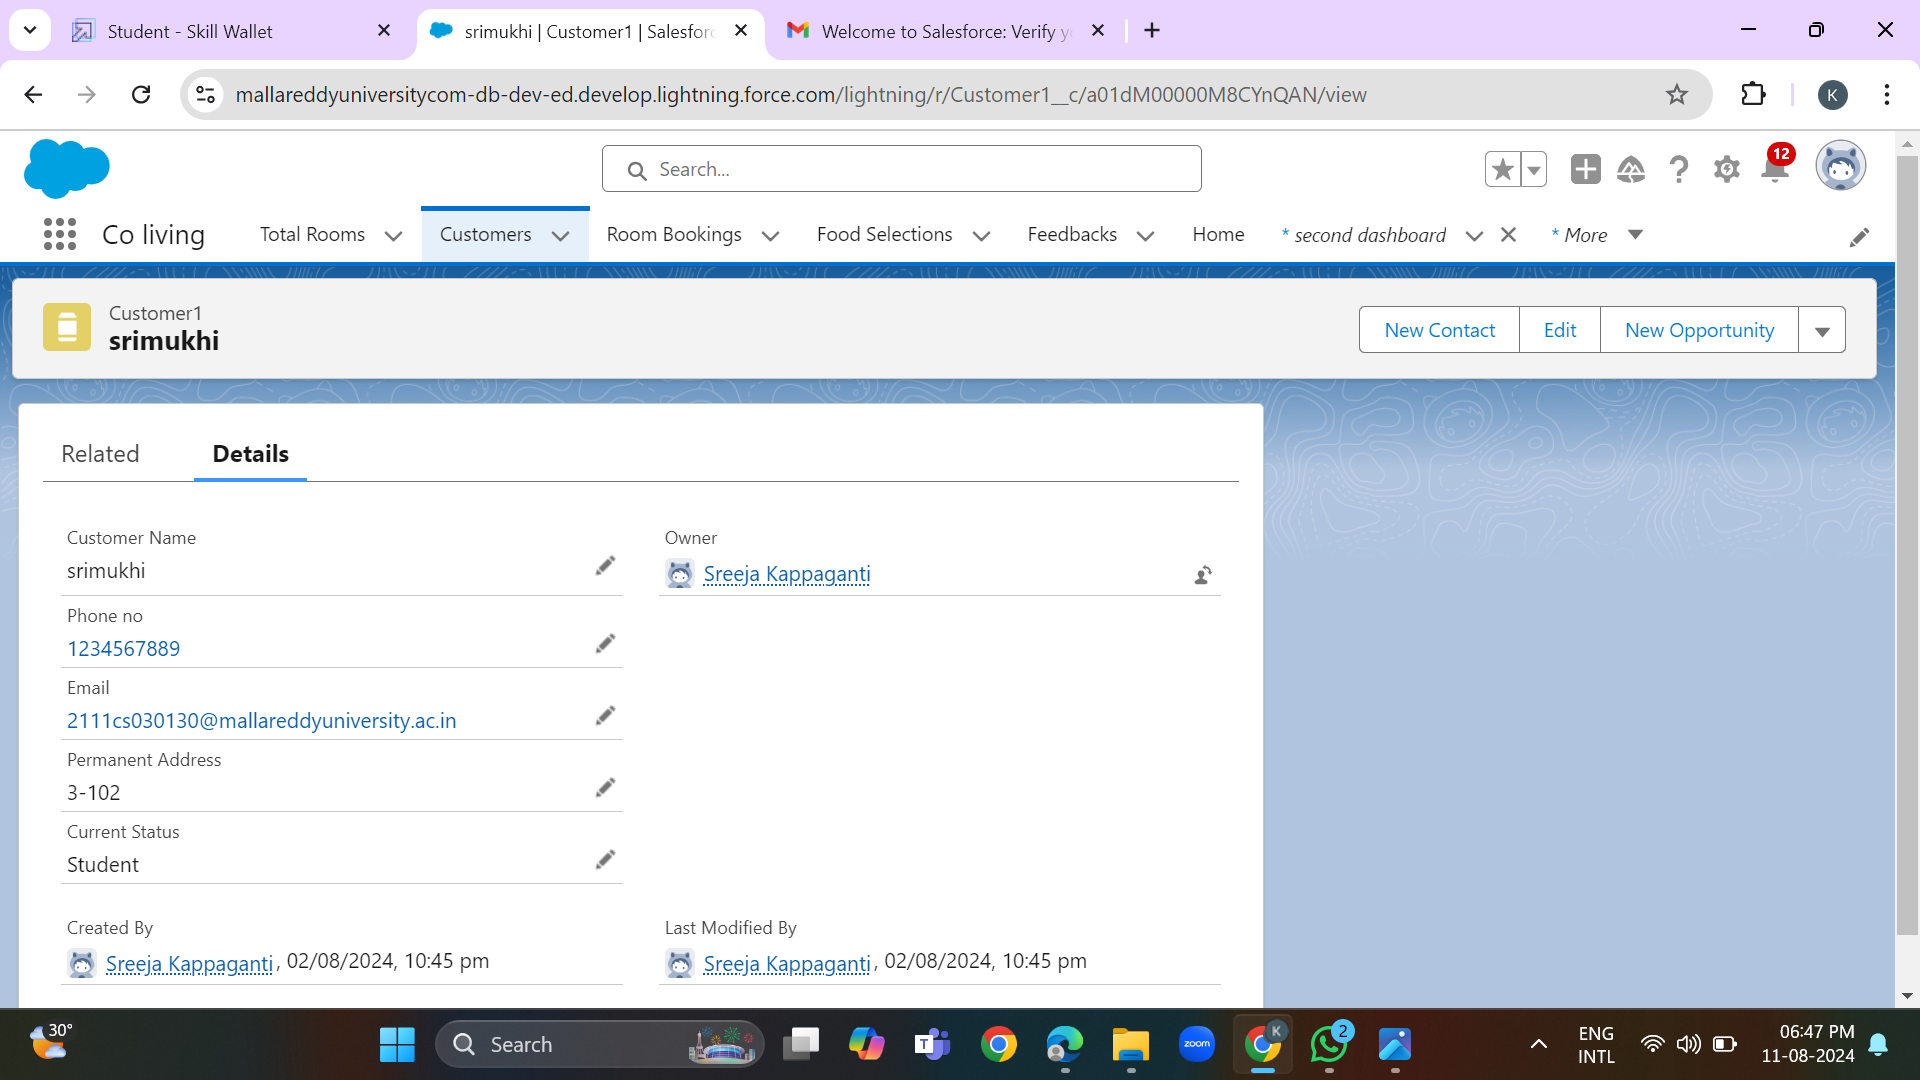 Student - Skill Wallet
srimukhi | Customer1 | Salesforc
Welcome to Salesforce: Verify y
mallareddyuniversitycom-db-dev-ed.develop.lightning.force.com/lightning/r/Customer1__c/a01dM00000M8CYnQAN/view
K
Search...
12
Co living
Total Rooms
Customers
Room Bookings
Food Selections
Feedbacks
Home
* second dashboard
* More
Customer1
srimukhi
New Contact
Edit
New Opportunity
Related
Details
Customer Name
srimukhi
Owner
Sreeja Kappaganti
Phone no
1234567889
Email
2111cs030130@mallareddyuniversity.ac.in
Permanent Address
3-102
Current Status
Student
Created By
Sreeja Kappaganti, 02/08/2024, 10:45 pm
Last Modified By
Sreeja Kappaganti, 02/08/2024, 10:45 pm
30°
Search
T
zoom
K
2
ENG
INTL
06:47 PM
11-08-2024